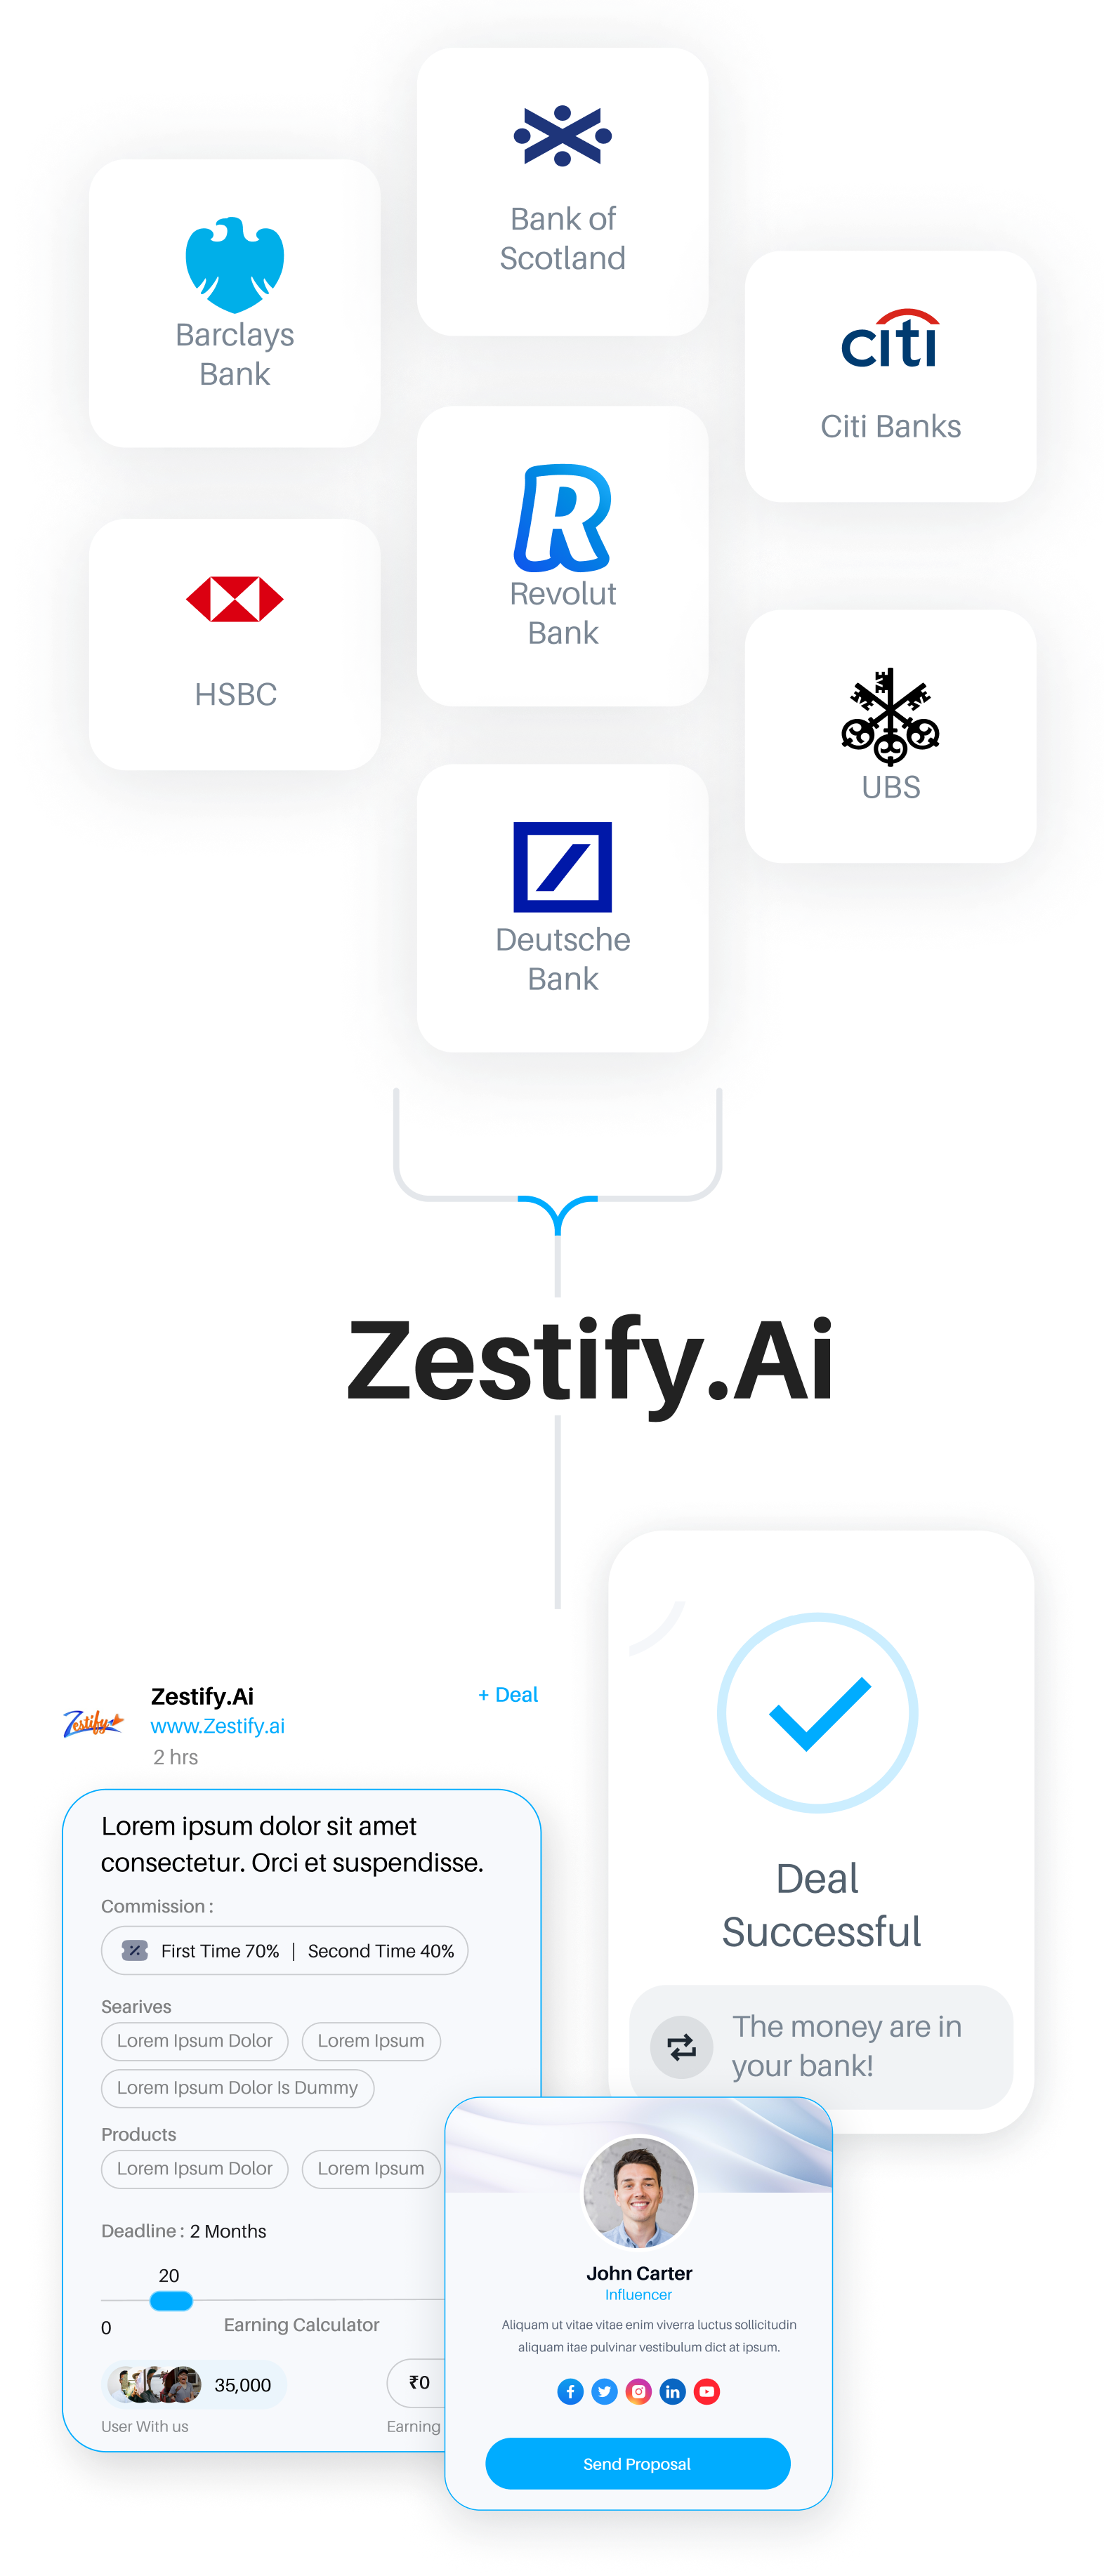 Bank of
Scotland
Barclays
Bank
citi
Citi Banks
R
Revolut
Bank
HSBC
UBS
Deutsche
Bank
Zestify.Ai
Zestify
Zestify.Ai
www.Zestify.ai
2 hrs
+ Deal
Lorem ipsum dolor sit amet
consectetur. Orci et suspendisse.
Commission :
First Time 70% | Second Time 40%
Searives
Lorem Ipsum Dolor
Lorem Ipsum
Lorem Ipsum Dolor Is Dummy
Products
Lorem Ipsum Dolor
Lorem Ipsum
Deadline : 2 Months
20
0
Earning Calculator
35,000
₹0
User With us
Earning
Deal
Successful
The money are in
your bank!
John Carter
Influencer
Aliquam ut vitae vitae enim viverra luctus sollicitudin
aliquam itae pulvinar vestibulum dict at ipsum.
Send Proposal